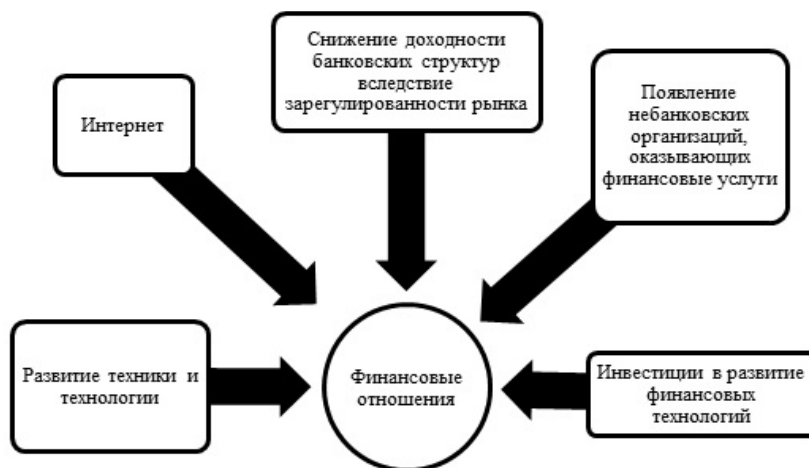 Снижение доходности
банковских структур
вследствие
зарегулированности рынка
Интернет
Появление
небанковских
организаций,
оказывающих
финансовые услуги
Развитие техники и
технологии
Финансовые
отношения
Инвестиции в развитие
финансовых
технологий